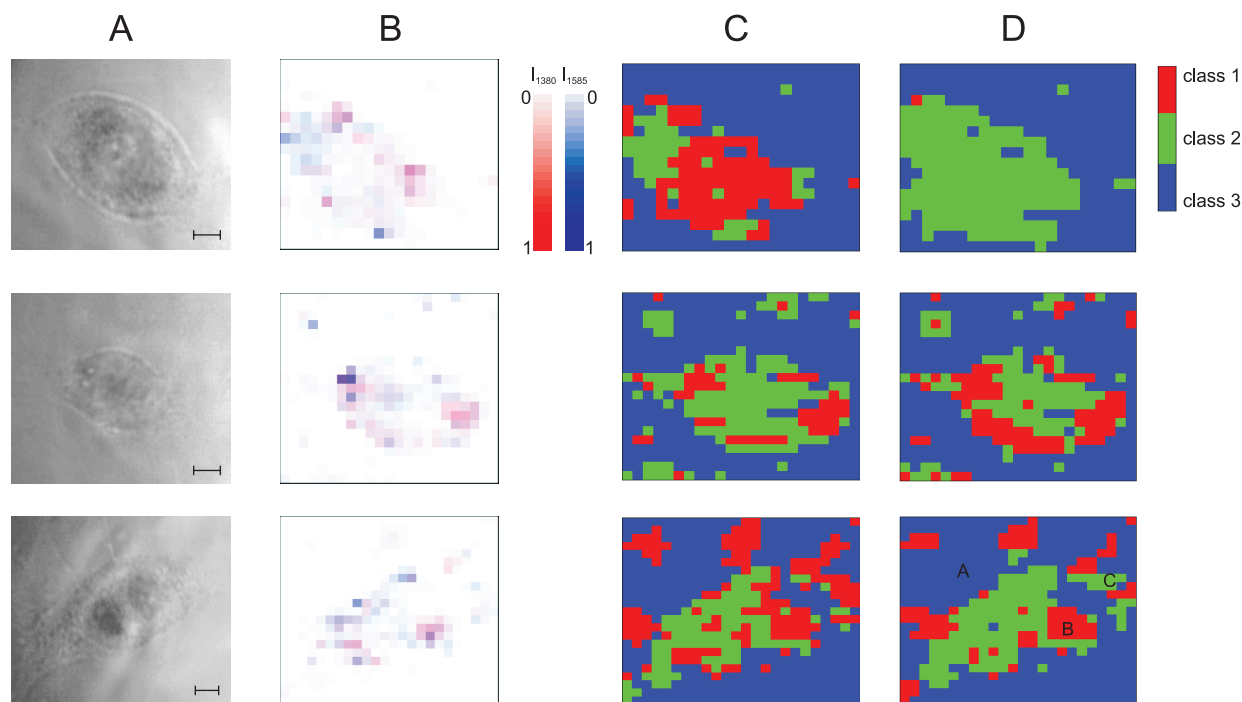 A B C D
I1380 I1585
0 0
1 1
class 1
class 2
class 3
A
C
B